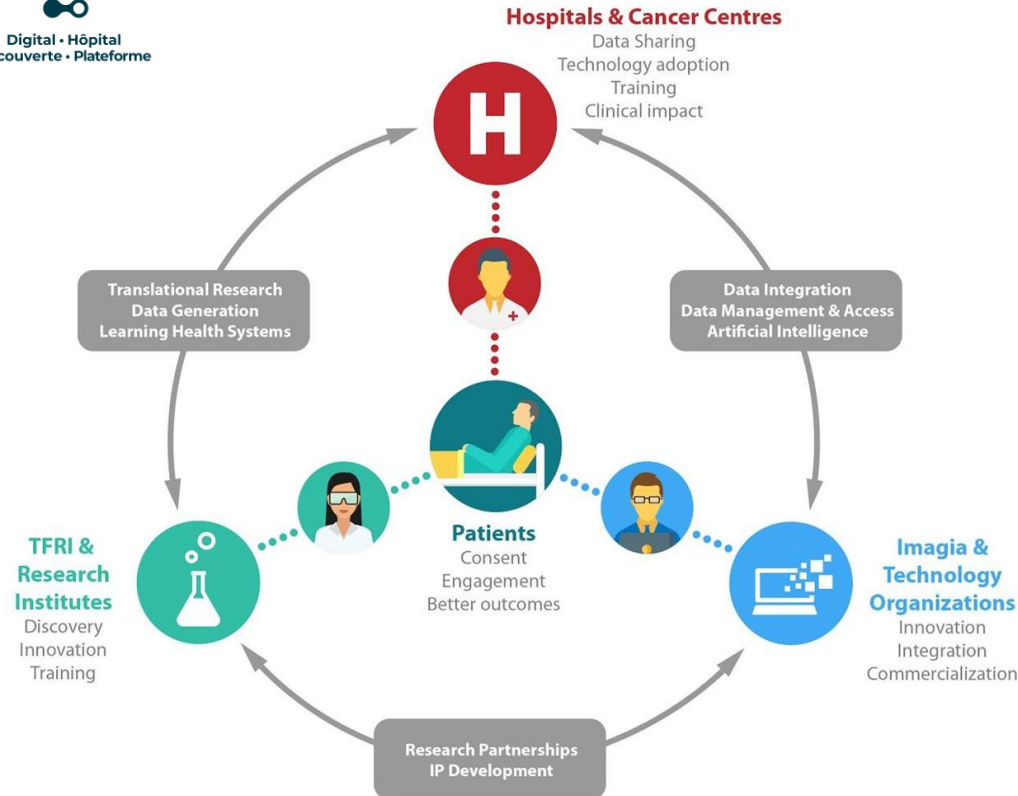 Digital • Hôpital
couverte • Plateforme
Hospitals & Cancer Centres
Data Sharing
Technology adoption
Training
Clinical impact
H
Translational Research
Data Generation
Learning Health Systems
Data Integration
Data Management & Access
Artificial Intelligence
Patients
Consent
Engagement
Better outcomes
TFRI &
Research
Institutes
Discovery
Innovation
Training
Imagia &
Technology
Organizations
Innovation
Integration
Commercialization
Research Partnerships
IP Development